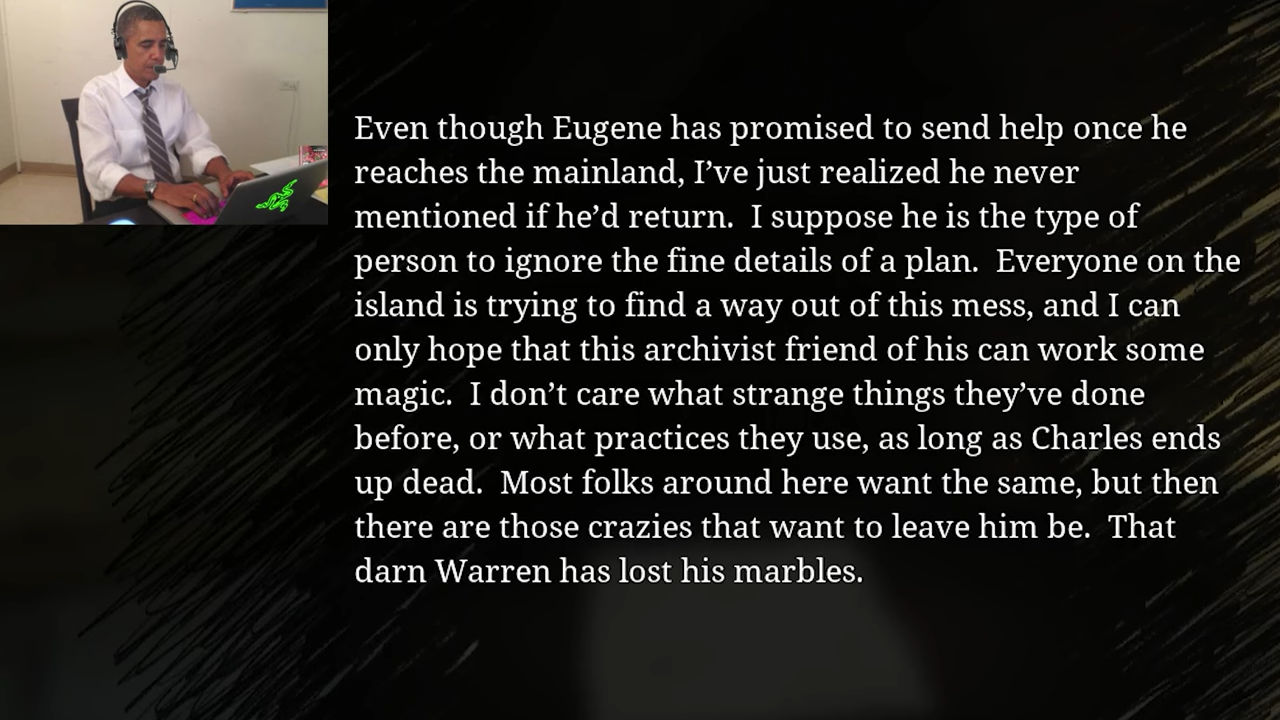 Even though Eugene has promised to send help once he
reaches the mainland, I’ve just realized he never
mentioned if he’d return.  I suppose he is the type of
person to ignore the fine details of a plan.  Everyone on the
island is trying to find a way out of this mess, and I can
only hope that this archivist friend of his can work some
magic.  I don’t care what strange things they’ve done
before, or what practices they use, as long as Charles ends
up dead.  Most folks around here want the same, but then
there are those crazies that want to leave him be.  That
darn Warren has lost his marbles.